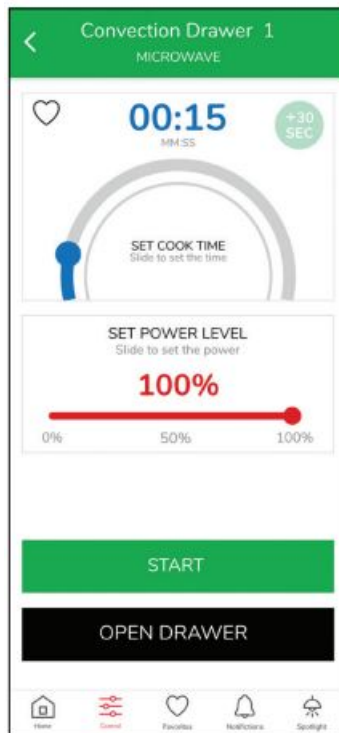 Convection Drawer 1
MICROWAVE
00:15
MM:SS
+30
SEC
SET COOK TIME
Slide to set the time
SET POWER LEVEL
Slide to set the power
100%
0% 50% 100%
START
OPEN DRAWER
Home Control Favorites Notifictions Spotlight